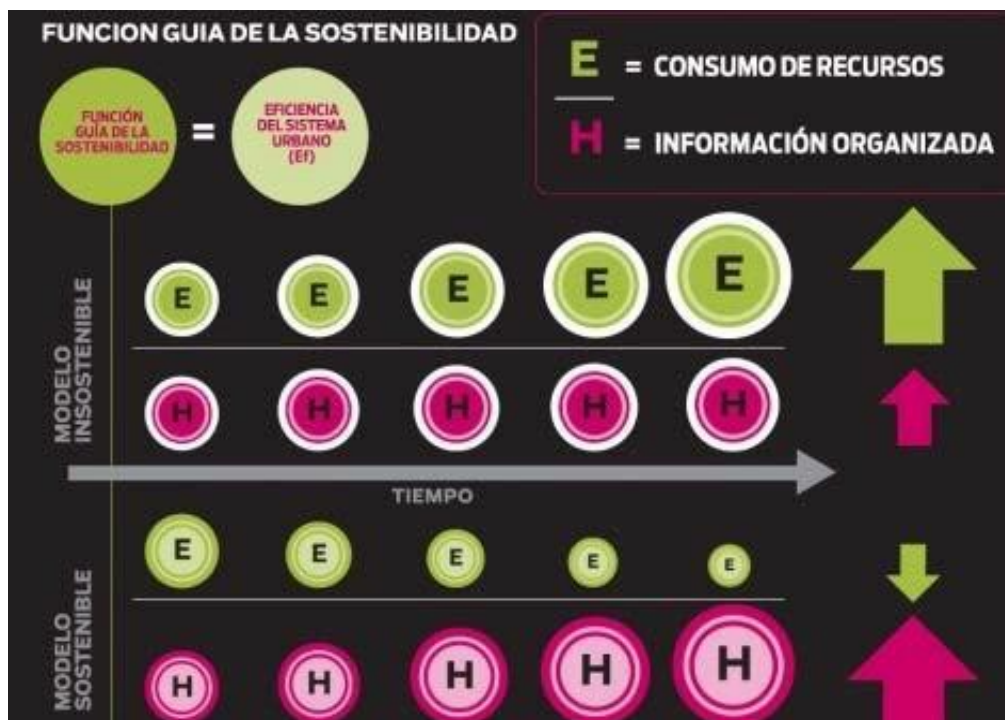 FUNCION GUIA DE LA SOSTENIBILIDAD
FUNCIÓN
GUÍA DE LA
SOSTENIBILIDAD
=
EFICIENCIA
DEL SISTEMA
URBANO
(Ef)
E = CONSUMO DE RECURSOS
H = INFORMACIÓN ORGANIZADA
MODELO
INSOSTENIBLE
E E E E E
H H H H H
TIEMPO
MODELO
SOSTENIBLE
E E E E E
H H H H H